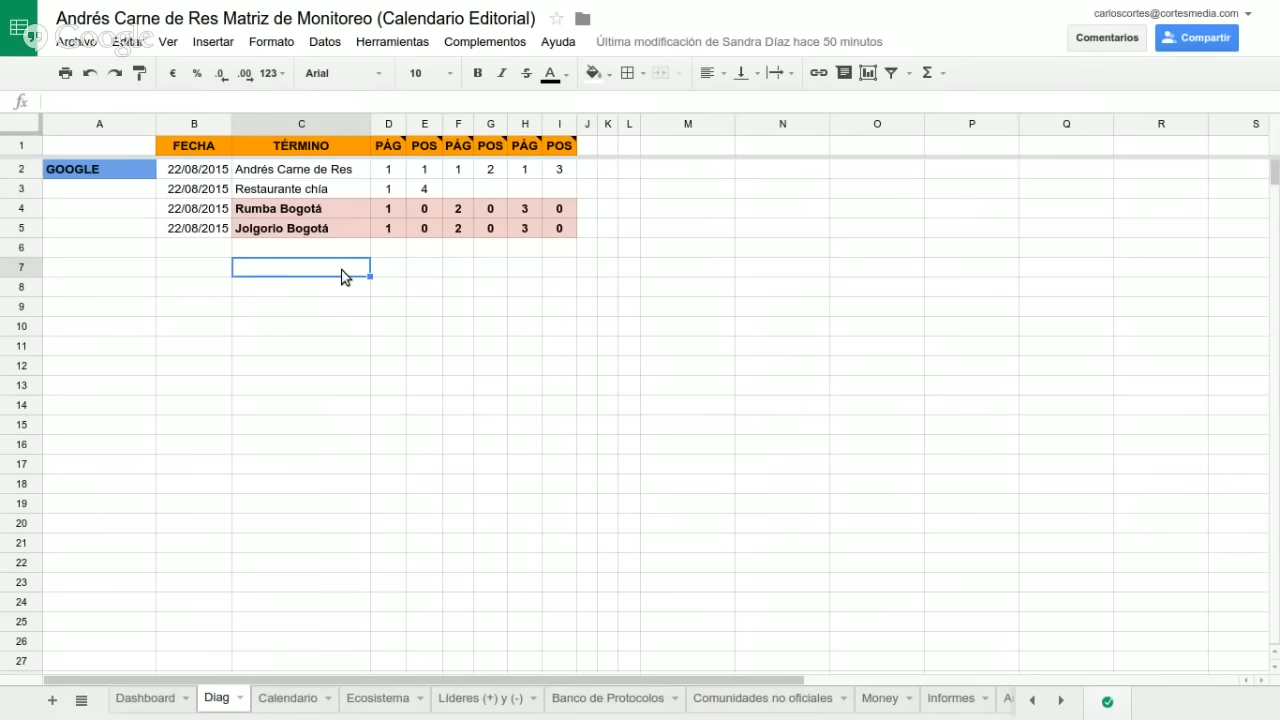 Andrés Carne de Res Matriz de Monitoreo (Calendario Editorial)
carloscortes@cortesmedia.com
Google
Archivo Editar Ver Insertar Formato Datos Herramientas Complementos Ayuda Última modificación de Sandra Díaz hace 50 minutos
Comentarios Compartir
€ % .0 .00 123 Arial 10 B I S A Σ
fx
A B C D E F G H I J K L M N O P Q R S
1 FECHA TÉRMINO PÁG POS PÁG POS PÁG POS
2 GOOGLE 22/08/2015 Andrés Carne de Res 1 1 1 2 1 3
3 22/08/2015 Restaurante chía 1 4
4 22/08/2015 Rumba Bogotá 1 0 2 0 3 0
5 22/08/2015 Jolgorio Bogotá 1 0 2 0 3 0
6
7
8
9
10
11
12
13
14
15
16
17
18
19
20
21
22
23
24
25
26
27
Dashboard Diag Calendario Ecosistema Líderes (+) y (-) Banco de Protocolos Comunidades no oficiales Money Informes